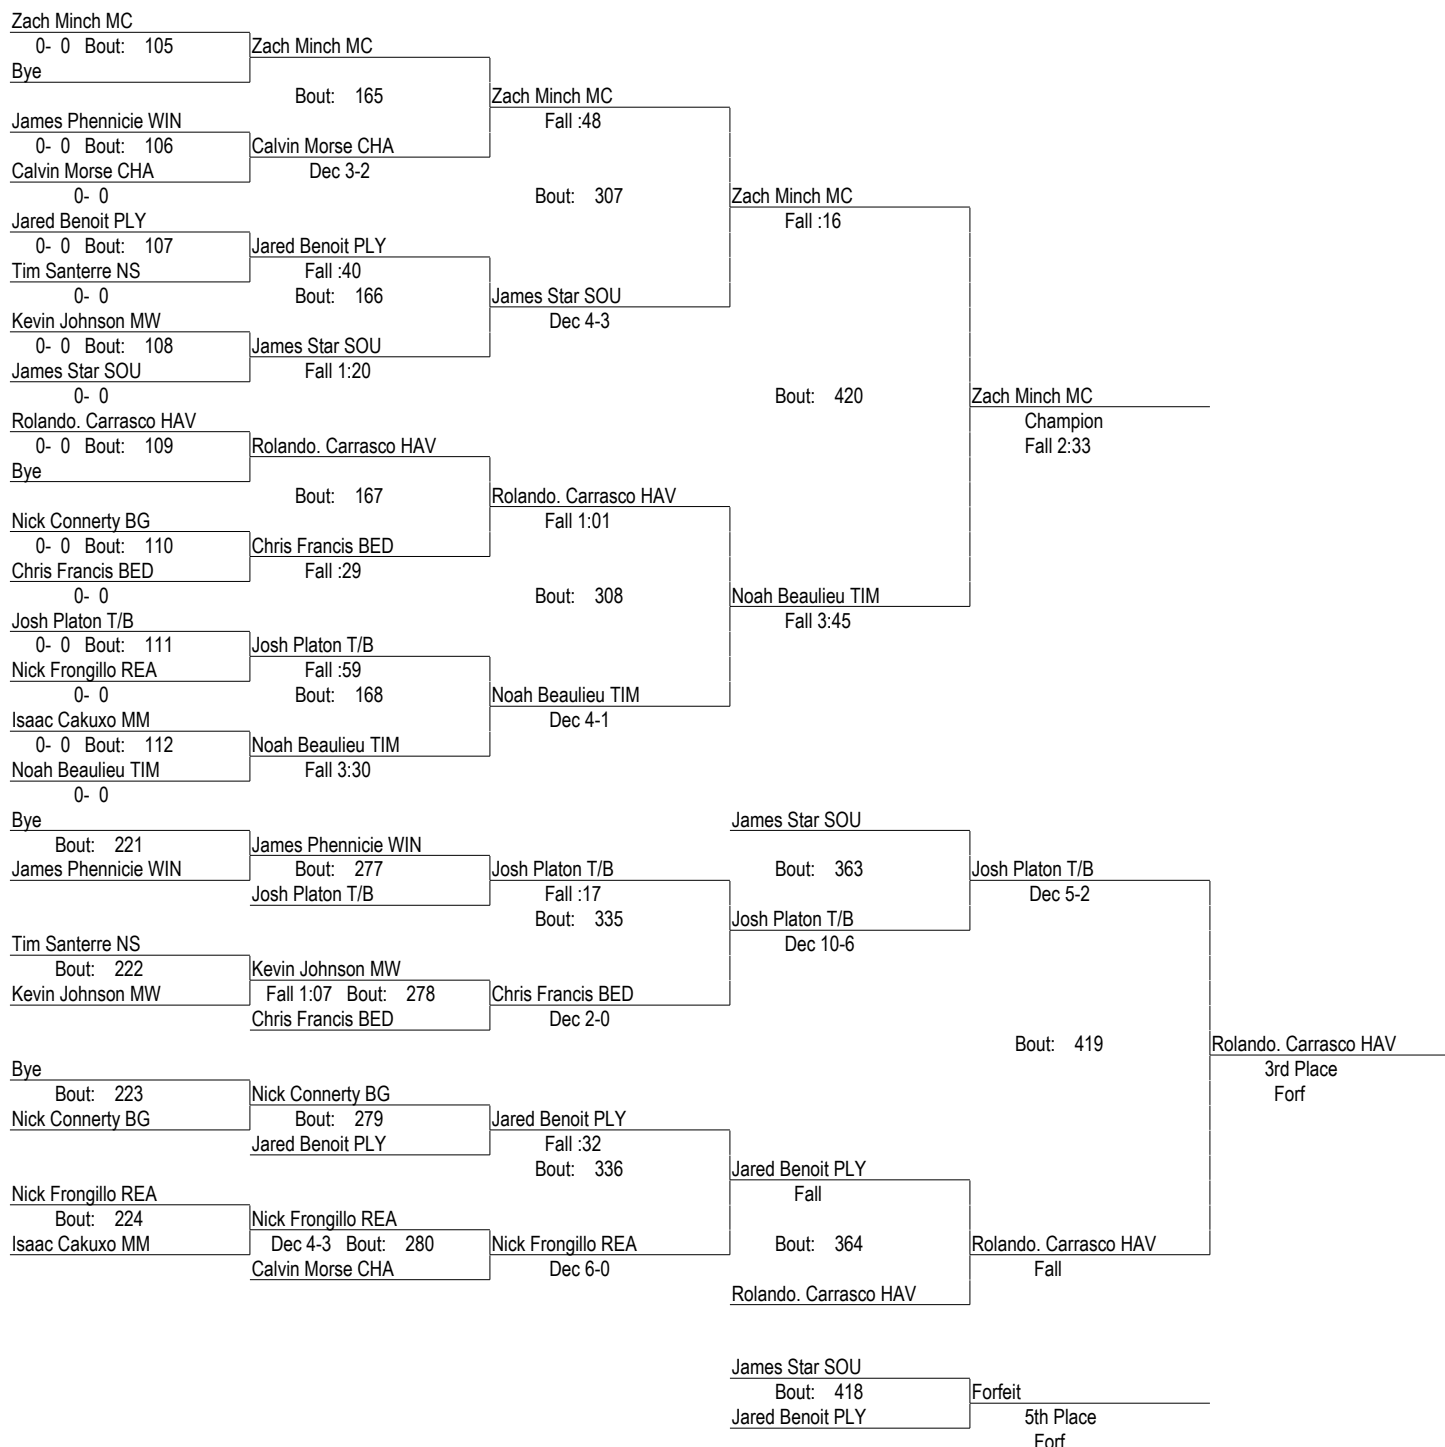 Zach Minch MC
0- 0 Bout: 105 Zach Minch MC
Bye
Bout: 165 Zach Minch MC
James Phennicie WIN Fall :48
0- 0 Bout: 106 Calvin Morse CHA
Calvin Morse CHA Dec 3-2
0- 0 Bout: 307 Zach Minch MC
Jared Benoit PLY Fall :16
0- 0 Bout: 107 Jared Benoit PLY
Tim Santerre NS Fall :40
0- 0 Bout: 166 James Star SOU
Kevin Johnson MW Dec 4-3
0- 0 Bout: 108 James Star SOU
James Star SOU Fall 1:20
0- 0 Bout: 420 Zach Minch MC
Rolando. Carrasco HAV Champion
0- 0 Bout: 109 Rolando. Carrasco HAV Fall 2:33
Bye
Bout: 167 Rolando. Carrasco HAV
Nick Connerty BG Fall 1:01
0- 0 Bout: 110 Chris Francis BED
Chris Francis BED Fall :29
0- 0 Bout: 308 Noah Beaulieu TIM
Josh Platon T/B Fall 3:45
0- 0 Bout: 111 Josh Platon T/B
Nick Frongillo REA Fall :59
0- 0 Bout: 168 Noah Beaulieu TIM
Isaac Cakuxo MM Dec 4-1
0- 0 Bout: 112 Noah Beaulieu TIM
Noah Beaulieu TIM Fall 3:30
0- 0
Bye James Star SOU
Bout: 221 James Phennicie WIN
James Phennicie WIN Bout: 277 Josh Platon T/B Bout: 363 Josh Platon T/B
Josh Platon T/B Fall :17 Dec 5-2
Bout: 335 Josh Platon T/B
Tim Santerre NS Dec 10-6
Bout: 222 Kevin Johnson MW
Kevin Johnson MW Fall 1:07 Bout: 278 Chris Francis BED
Chris Francis BED Dec 2-0
Bout: 419 Rolando. Carrasco HAV
Bye 3rd Place
Bout: 223 Nick Connerty BG Forf
Nick Connerty BG Bout: 279 Jared Benoit PLY
Jared Benoit PLY Fall :32
Bout: 336 Jared Benoit PLY
Nick Frongillo REA Fall
Bout: 224 Nick Frongillo REA
Isaac Cakuxo MM Dec 4-3 Bout: 280 Nick Frongillo REA Bout: 364 Rolando. Carrasco HAV
Calvin Morse CHA Dec 6-0 Fall
Rolando. Carrasco HAV
James Star SOU
Bout: 418 Forfeit
Jared Benoit PLY 5th Place
Forf